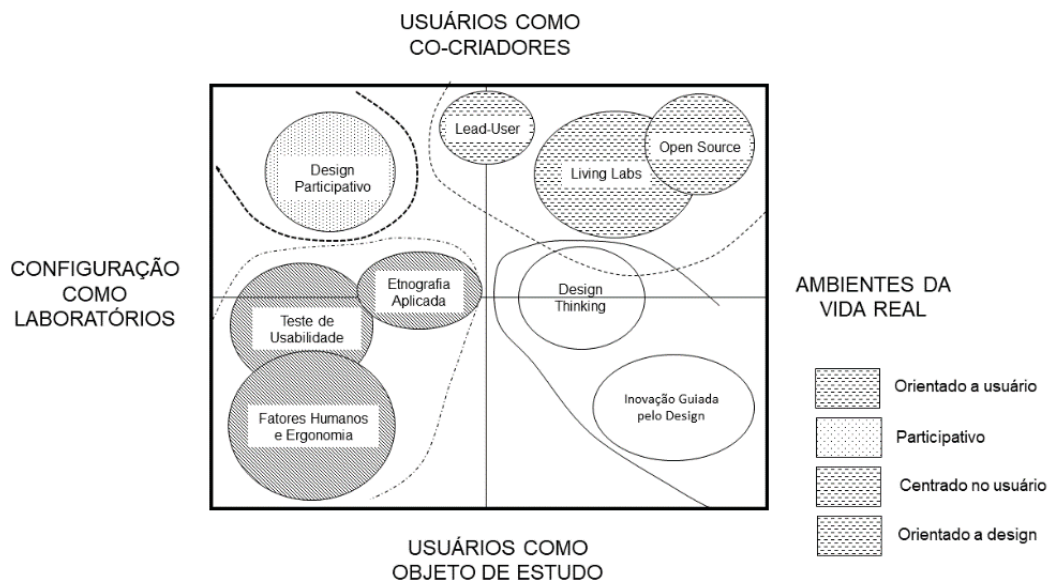 USUÁRIOS COMO
CO-CRIADORES
Lead-User
Open Source
Living Labs
Design
Participativo
CONFIGURAÇÃO
COMO
LABORATÓRIOS
Etnografia
Aplicada
Teste de
Usabilidade
Fatores Humanos
e Ergonomia
Design
Thinking
Inovação Guiada
pelo Design
AMBIENTES DA
VIDA REAL
Orientado a usuário
Participativo
Centrado no usuário
Orientado a design
USUÁRIOS COMO
OBJETO DE ESTUDO